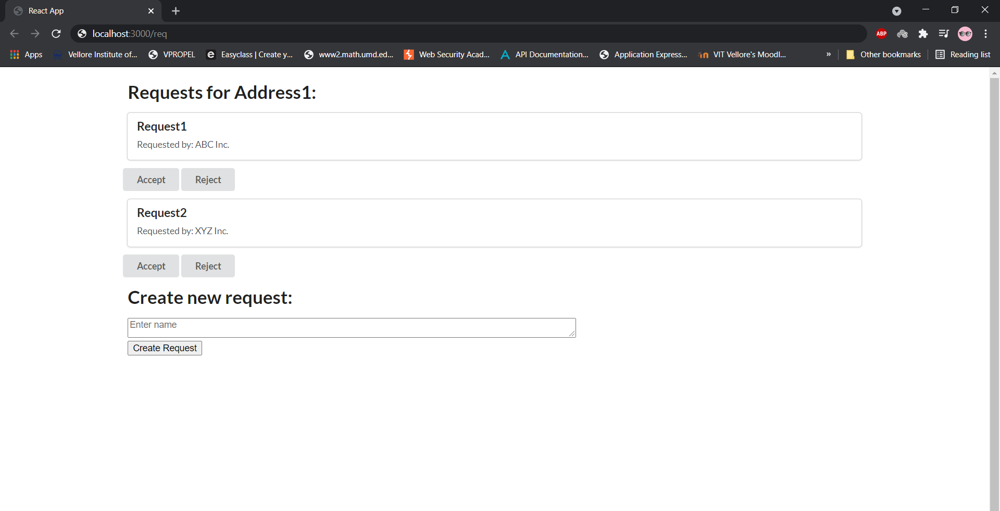 React App
localhost:3000/req
ABP
Apps
Vellore Institute of...
VPROPEL
Easyclass | Create y...
www2.math.umd.ed...
Web Security Acad...
API Documentation...
Application Express...
VIT Vellore's Moodl...
»
Other bookmarks
Reading list
Requests for Address1:
Request1
Requested by: ABC Inc.
Accept Reject
Request2
Requested by: XYZ Inc.
Accept Reject
Create new request:
Enter name
Create Request